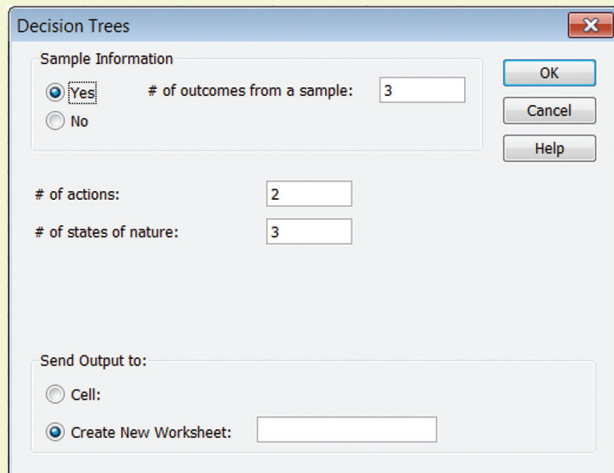 Decision Trees
Sample Information
Yes # of outcomes from a sample: 3
No
OK
Cancel
Help
# of actions: 2
# of states of nature: 3
Send Output to:
Cell:
Create New Worksheet: